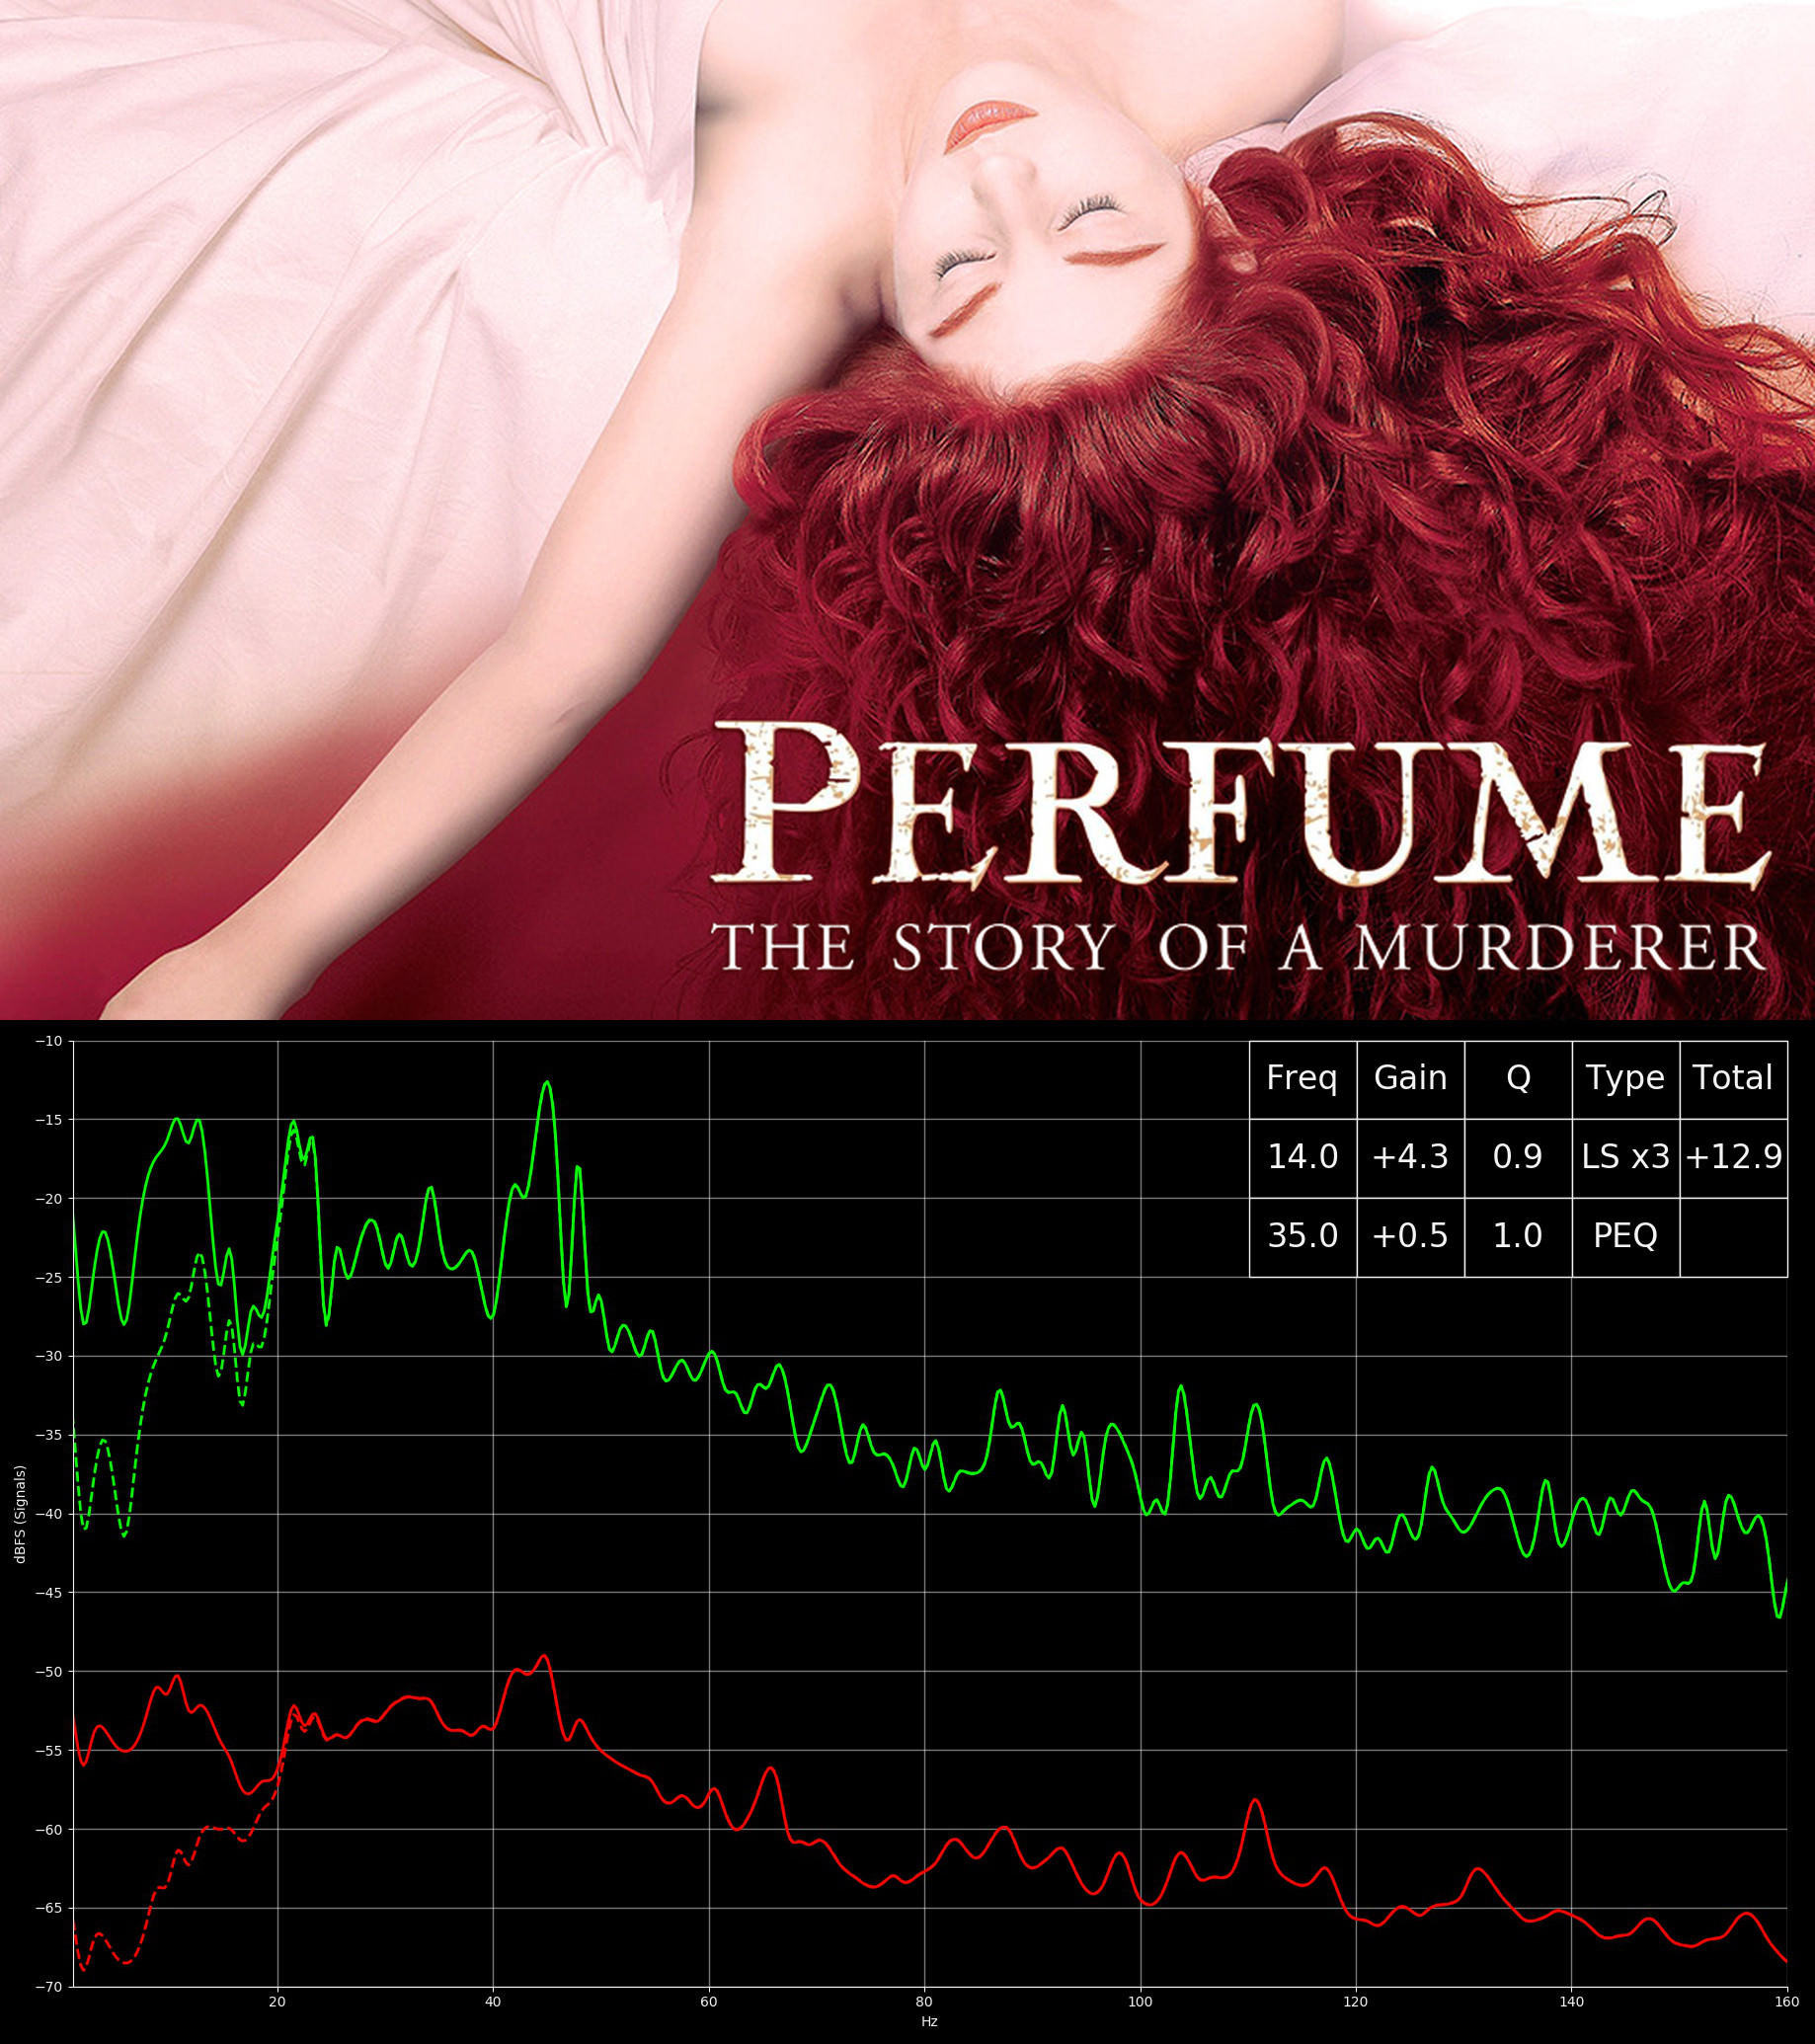 PERFUME
THE STORY OF A MURDERER
Freq Gain Q Type Total
14.0 +4.3 0.9 LS x3 +12.9
35.0 +0.5 1.0 PEQ
−10
−15
−20
−25
−30
−35
−40
−45
−50
−55
−60
−65
−70
dBFS (Signals)
20 40 60 80 100 120 140 160
Hz